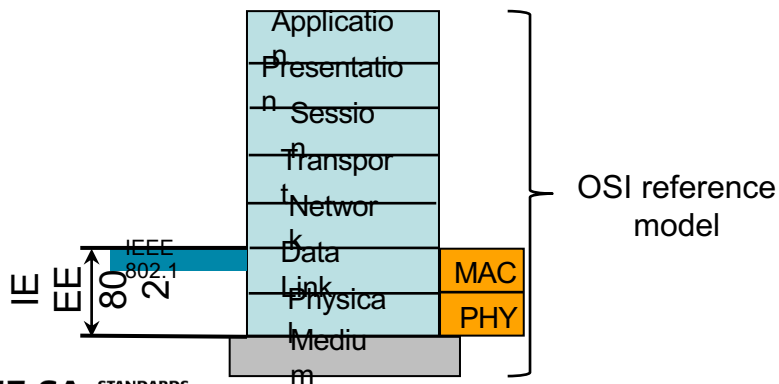 Applicatio
n
Presentatio
n
Sessio
n
Transpor
t
Networ
k
Data
Link
Physica
l
Mediu
m
IEEE
802.1
IE
EE
80
2
MAC
PHY
OSI reference
model
STANDARDS